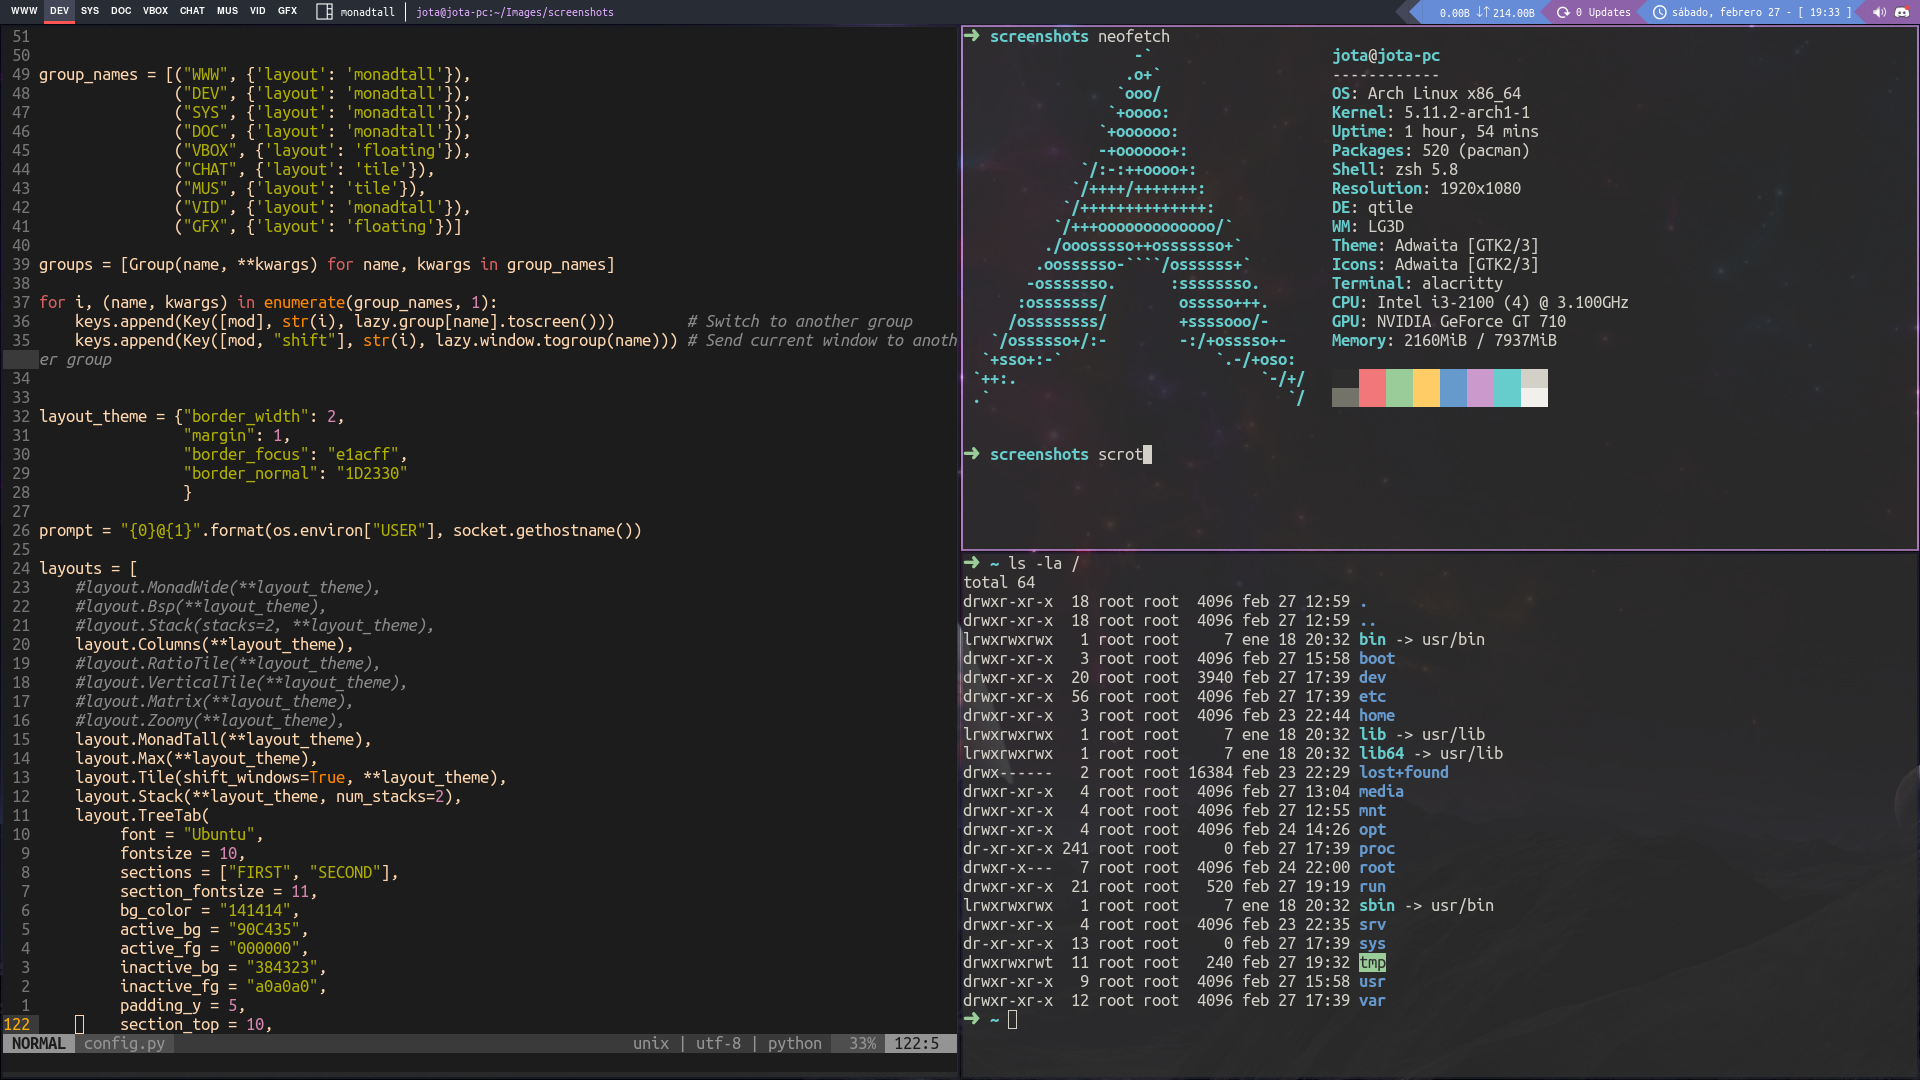 WWW DEV SYS DOC VBOX CHAT MUS VID GFX monadtall jota@jota-pc:~/Images/screenshots 0.00B ↓↑ 214.00B 0 Updates sábado, febrero 27 - [ 19:33 ]
51
50
49 group_names = [("WWW", {'layout': 'monadtall'}),
48                ("DEV", {'layout': 'monadtall'}),
47                ("SYS", {'layout': 'monadtall'}),
46                ("DOC", {'layout': 'monadtall'}),
45                ("VBOX", {'layout': 'floating'}),
44                ("CHAT", {'layout': 'tile'}),
43                ("MUS", {'layout': 'tile'}),
42                ("VID", {'layout': 'monadtall'}),
41                ("GFX", {'layout': 'floating'})]
40
39 groups = [Group(name, **kwargs) for name, kwargs in group_names]
38
37 for i, (name, kwargs) in enumerate(group_names, 1):
36     keys.append(Key([mod], str(i), lazy.group[name].toscreen()))        # Switch to another group
35     keys.append(Key([mod, "shift"], str(i), lazy.window.togroup(name))) # Send current window to anoth
er group
34
33
32 layout_theme = {"border_width": 2,
31                 "margin": 1,
30                 "border_focus": "e1acff",
29                 "border_normal": "1D2330"
28                 }
27
26 prompt = "{0}@{1}".format(os.environ["USER"], socket.gethostname())
25
24 layouts = [
23     #layout.MonadWide(**layout_theme),
22     #layout.Bsp(**layout_theme),
21     #layout.Stack(stacks=2, **layout_theme),
20     layout.Columns(**layout_theme),
19     #layout.RatioTile(**layout_theme),
18     #layout.VerticalTile(**layout_theme),
17     #layout.Matrix(**layout_theme),
16     #layout.Zoomy(**layout_theme),
15     layout.MonadTall(**layout_theme),
14     layout.Max(**layout_theme),
13     layout.Tile(shift_windows=True, **layout_theme),
12     layout.Stack(**layout_theme, num_stacks=2),
11     layout.TreeTab(
10          font = "Ubuntu",
9          fontsize = 10,
8          sections = ["FIRST", "SECOND"],
7          section_fontsize = 11,
6          bg_color = "141414",
5          active_bg = "90C435",
4          active_fg = "000000",
3          inactive_bg = "384323",
2          inactive_fg = "a0a0a0",
1          padding_y = 5,
122          section_top = 10,
NORMAL config.py unix | utf-8 | python 33% 122:5
➜ screenshots neofetch
                   -`                    jota@jota-pc
                  .o+`                   ------------
                 `ooo/                   OS: Arch Linux x86_64
                `+oooo:                  Kernel: 5.11.2-arch1-1
               `+oooooo:                 Uptime: 1 hour, 54 mins
               -+oooooo+:                Packages: 520 (pacman)
             `/:-:++oooo+:               Shell: zsh 5.8
            `/++++/+++++++:              Resolution: 1920x1080
           `/++++++++++++++:             DE: qtile
          `/+++ooooooooooooo/`           WM: LG3D
         ./ooosssso++osssssso+`          Theme: Adwaita [GTK2/3]
        .oossssso-````/ossssss+`         Icons: Adwaita [GTK2/3]
       -osssssso.      :ssssssso.        Terminal: alacritty
      :osssssss/        osssso+++.       CPU: Intel i3-2100 (4) @ 3.100GHz
     /ossssssss/        +ssssooo/-       GPU: NVIDIA GeForce GT 710
   `/ossssso+/:-        -:/+osssso+-     Memory: 2160MiB / 7937MiB
  `+sso+:-`                 `.-/+oso:
 `++:.                           `-/+/
 .`                                 `/
➜ screenshots scrot
➜ ~ ls -la /
total 64
drwxr-xr-x  18 root root  4096 feb 27 12:59 .
drwxr-xr-x  18 root root  4096 feb 27 12:59 ..
lrwxrwxrwx   1 root root     7 ene 18 20:32 bin -> usr/bin
drwxr-xr-x   3 root root  4096 feb 27 15:58 boot
drwxr-xr-x  20 root root  3940 feb 27 17:39 dev
drwxr-xr-x  56 root root  4096 feb 27 17:39 etc
drwxr-xr-x   3 root root  4096 feb 23 22:44 home
lrwxrwxrwx   1 root root     7 ene 18 20:32 lib -> usr/lib
lrwxrwxrwx   1 root root     7 ene 18 20:32 lib64 -> usr/lib
drwx------   2 root root 16384 feb 23 22:29 lost+found
drwxr-xr-x   4 root root  4096 feb 27 13:04 media
drwxr-xr-x   4 root root  4096 feb 27 12:55 mnt
drwxr-xr-x   4 root root  4096 feb 24 14:26 opt
dr-xr-xr-x 241 root root     0 feb 27 17:39 proc
drwxr-x---   7 root root  4096 feb 24 22:00 root
drwxr-xr-x  21 root root   520 feb 27 19:19 run
lrwxrwxrwx   1 root root     7 ene 18 20:32 sbin -> usr/bin
drwxr-xr-x   4 root root  4096 feb 23 22:35 srv
dr-xr-xr-x  13 root root     0 feb 27 17:39 sys
drwxrwxrwt  11 root root   240 feb 27 19:32 tmp
drwxr-xr-x   9 root root  4096 feb 27 15:58 usr
drwxr-xr-x  12 root root  4096 feb 27 17:39 var
➜ ~